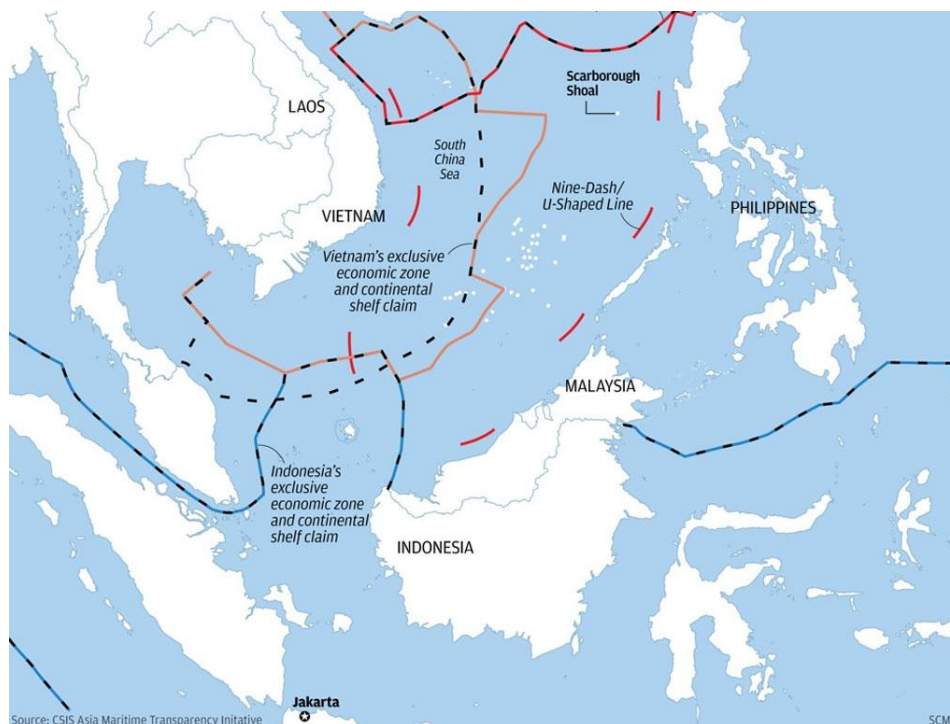 Scarborough
Shoal
LAOS
South
China
Sea
Nine-Dash/
U-Shaped Line
PHILIPPINES
VIETNAM
Vietnam's exclusive
economic zone
and continental
shelf claim
MALAYSIA
Indonesia's
exclusive
economic zone
and continental
shelf claim
INDONESIA
Jakarta
Source: CSIS Asia Maritime Transparency Initative
SCM